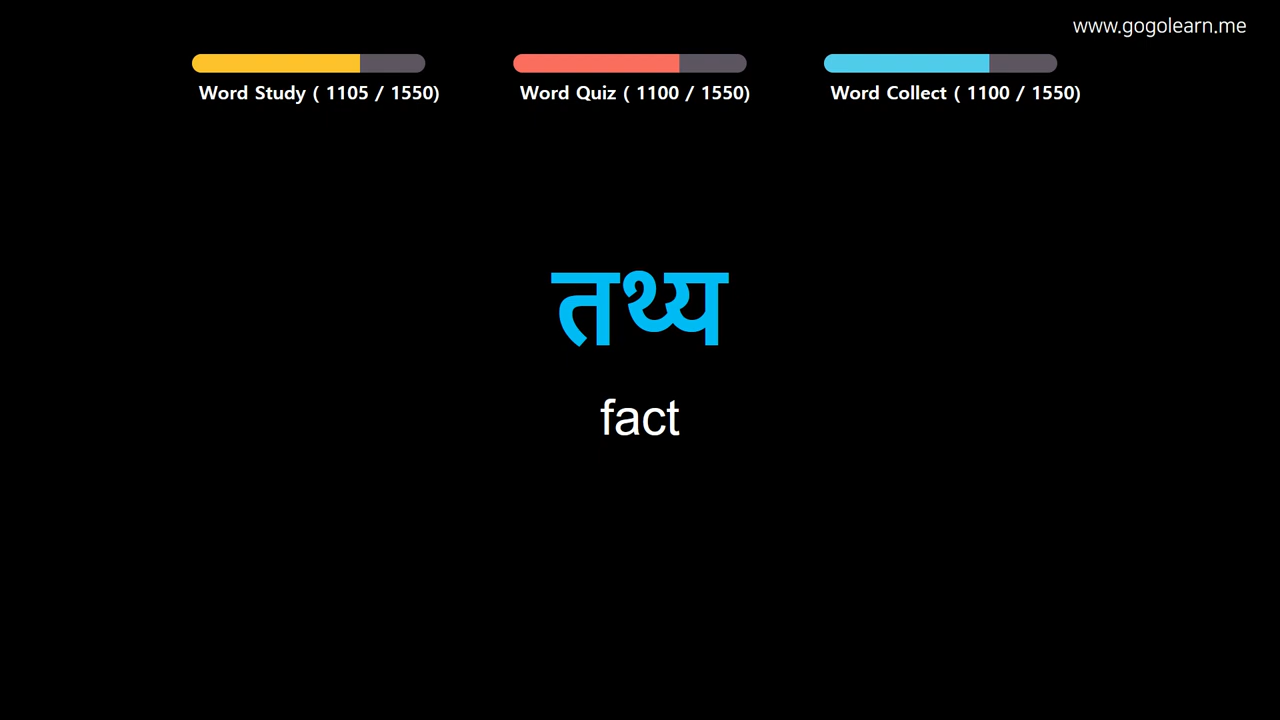 www.gogolearn.me
Word Study ( 1105 / 1550)
Word Quiz ( 1100 / 1550)
Word Collect ( 1100 / 1550)
तथ्य
fact